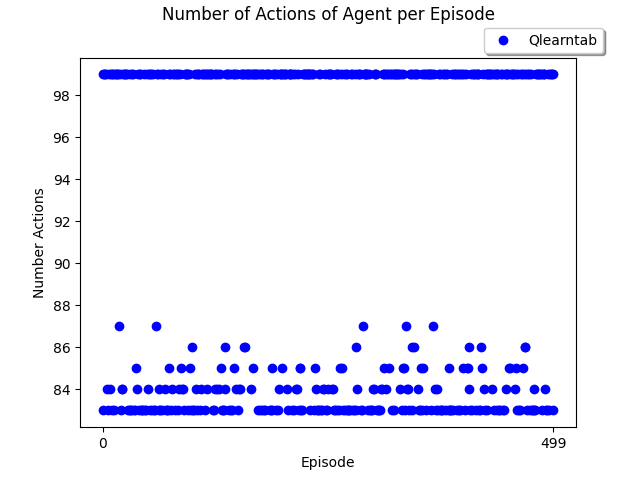 Number of Actions of Agent per Episode
Qlearntab
98
96
94
92
90
88
86
84
Number Actions
0
499
Episode